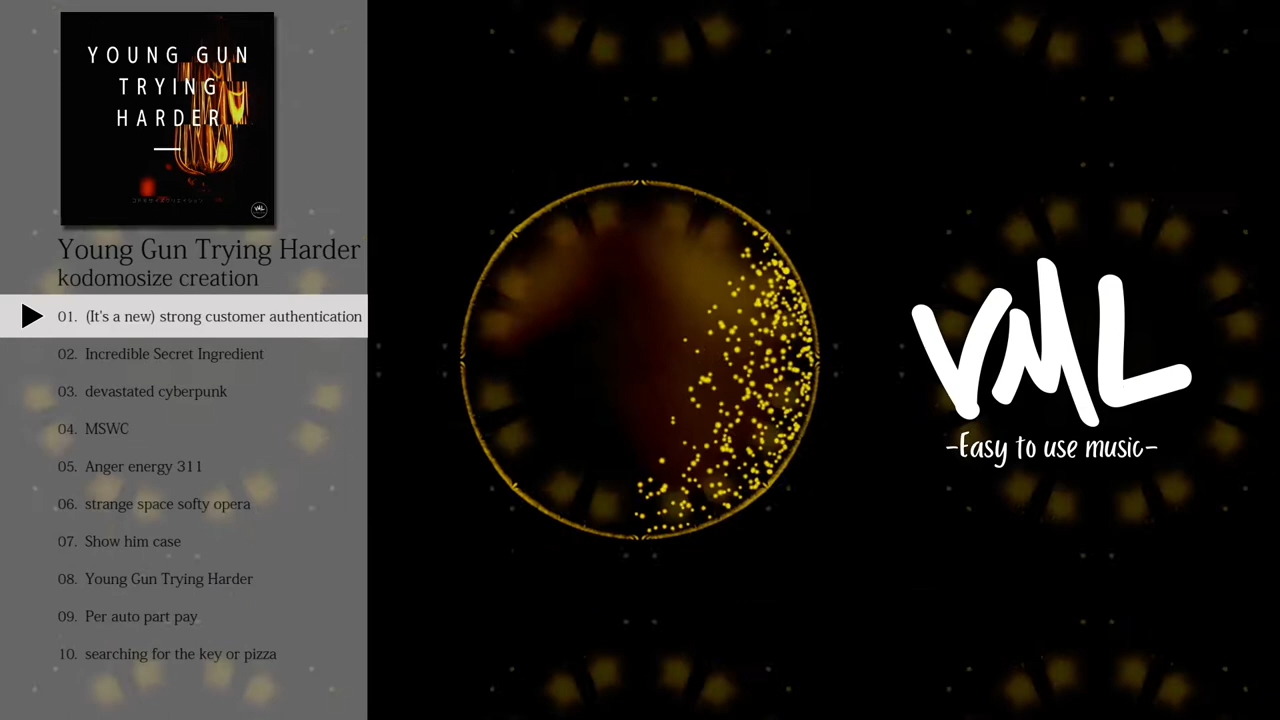 YOUNG GUN
TRYING
HARDER
VML
Young Gun Trying Harder
kodomosize creation
01. (It's a new) strong customer authentication
02. Incredible Secret Ingredient
03. devastated cyberpunk
04. MSWC
05. Anger energy 311
06. strange space softy opera
07. Show him case
08. Young Gun Trying Harder
09. Per auto part pay
10. searching for the key or pizza
VML
-Easy to use music-